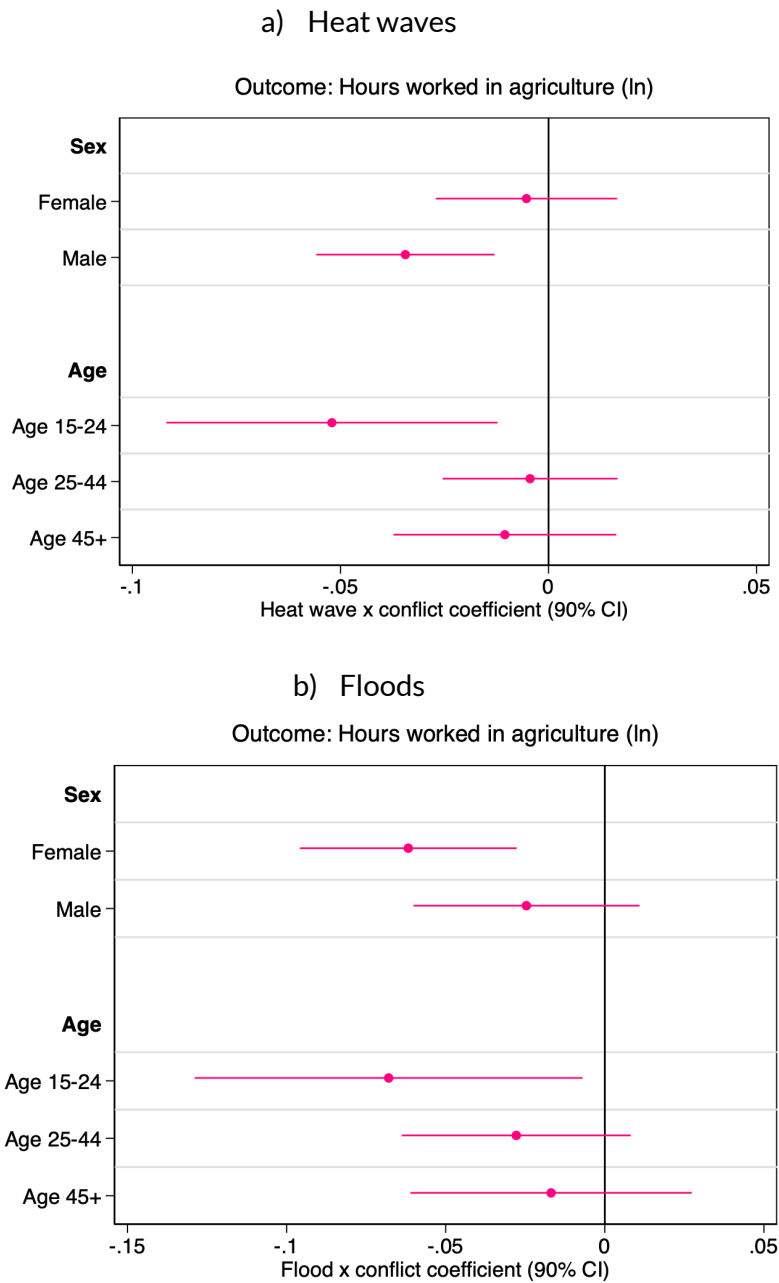 a) Heat waves
Outcome: Hours worked in agriculture (ln)
Sex
Female
Male
Age
Age 15-24
Age 25-44
Age 45+
-.1 -.05 0 .05
Heat wave x conflict coefficient (90% CI)
b) Floods
Outcome: Hours worked in agriculture (ln)
Sex
Female
Male
Age
Age 15-24
Age 25-44
Age 45+
-.15 -.1 -.05 0 .05
Flood x conflict coefficient (90% CI)